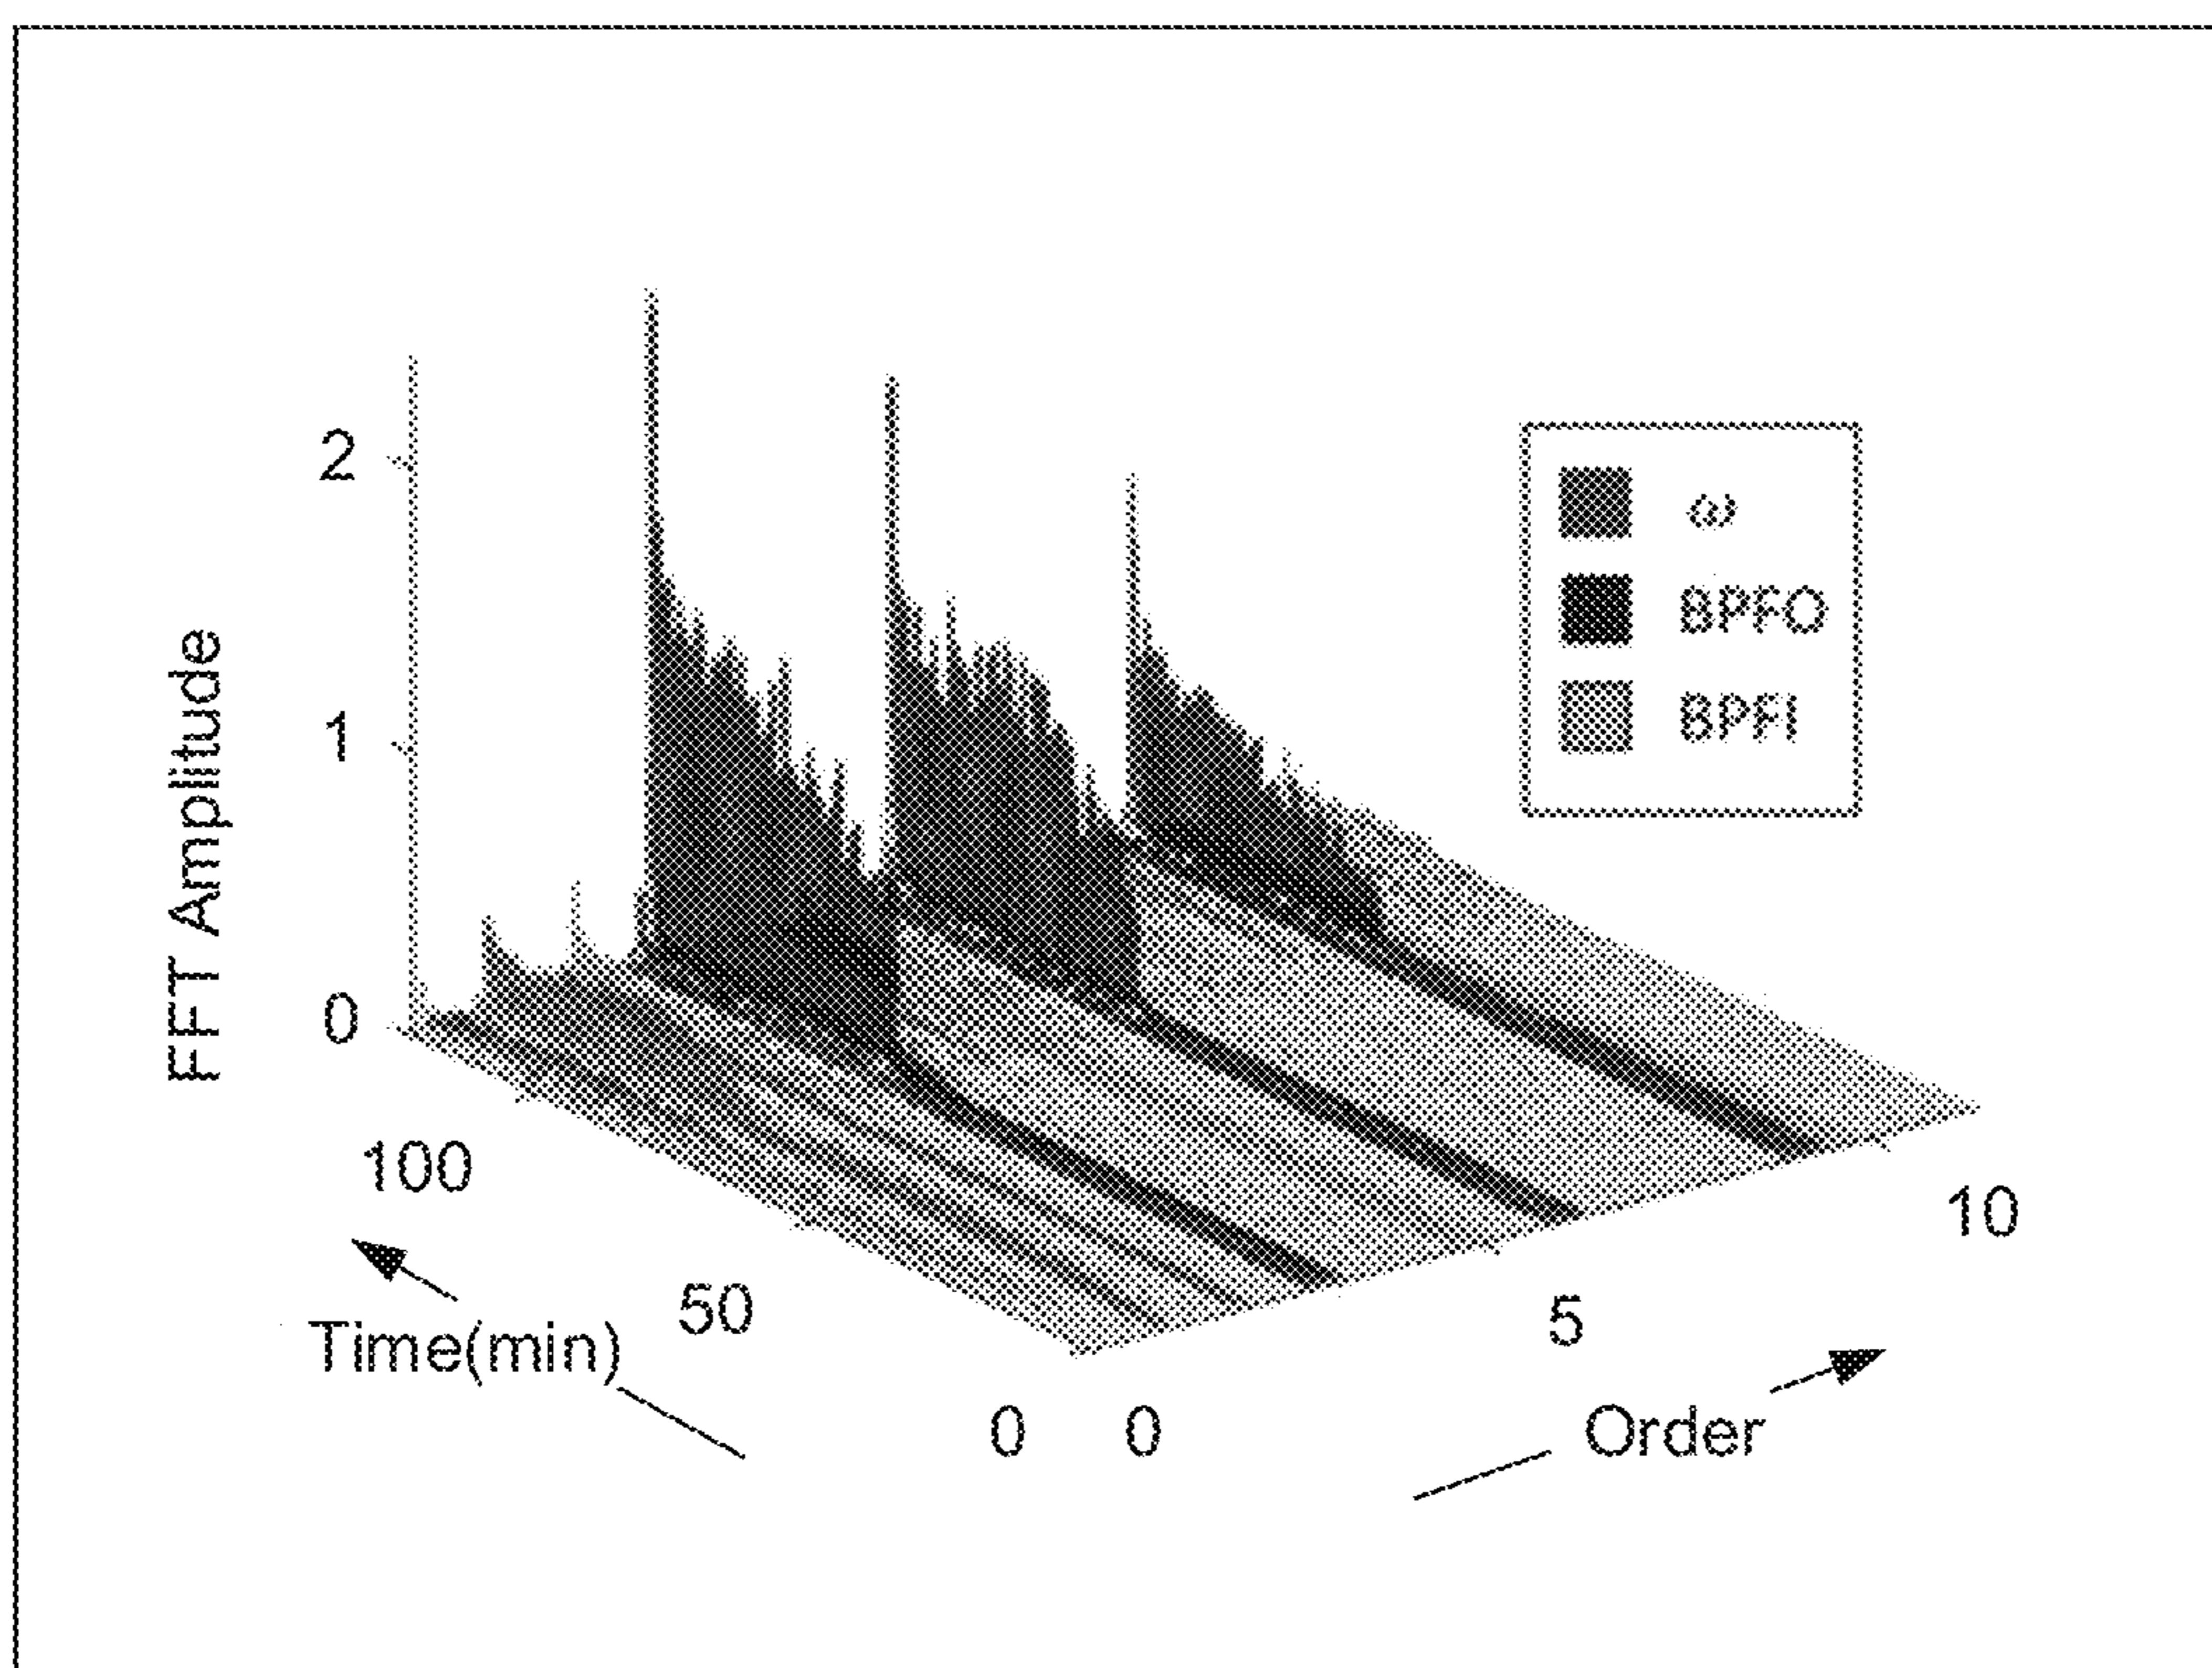 2
1
0
FFT Amplitude
ω
BPFO
BPFI
100
50
0
Time(min)
0
5
10
Order